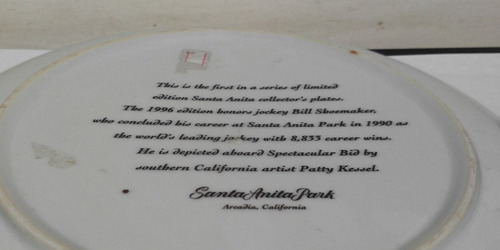 This is the first in a series of limited
edition Santa Anita collector's plates.
The 1996 edition honors jockey Bill Shoemaker,
who concluded his career at Santa Anita Park in 1990 as
the world's leading jockey with 8,833 career wins.
He is depicted aboard Spectacular Bid by
southern California artist Patty Kessel.
Santa Anita Park
Arcadia, California